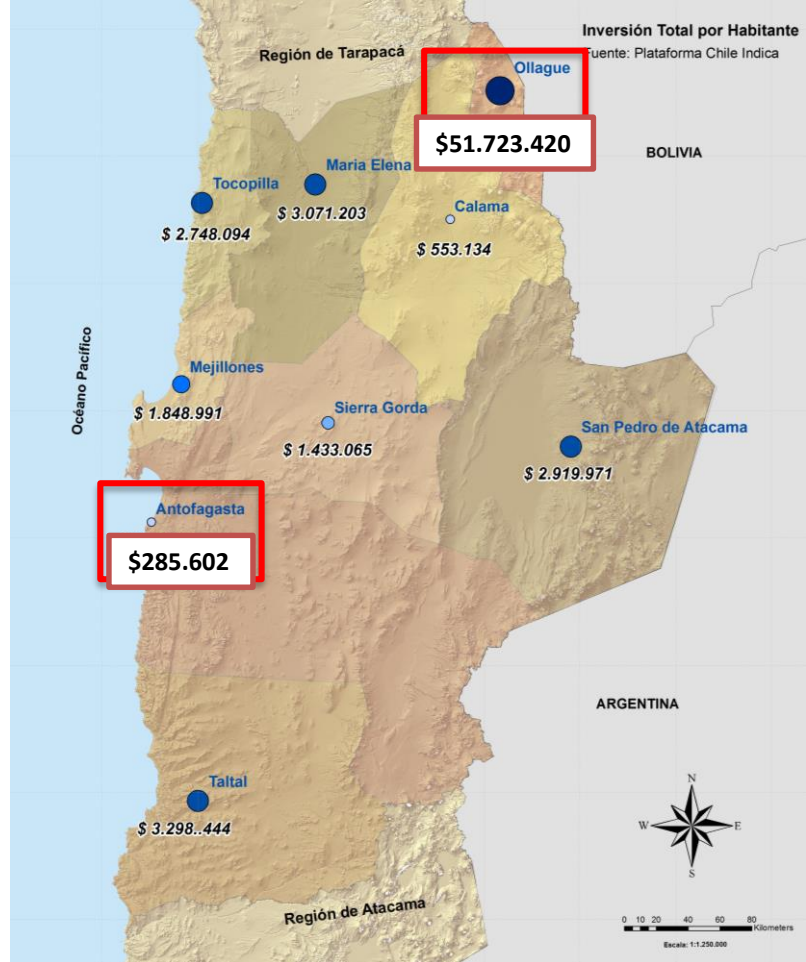 Inversión Total por Habitante
Fuente: Plataforma Chile Indica
Región de Tarapacá
Ollague
$51.723.420
BOLIVIA
Maria Elena
$ 3.071.203
Tocopilla
$ 2.748.094
Calama
$ 553.134
Océano Pacífico
Mejillones
$ 1.848.991
Sierra Gorda
$ 1.433.065
San Pedro de Atacama
$ 2.919.971
Antofagasta
$285.602
ARGENTINA
Taltal
$ 3.298..444
N
W
E
S
Región de Atacama
0 10 20 40 60 80
Kilometers
Escala: 1:1.250.000